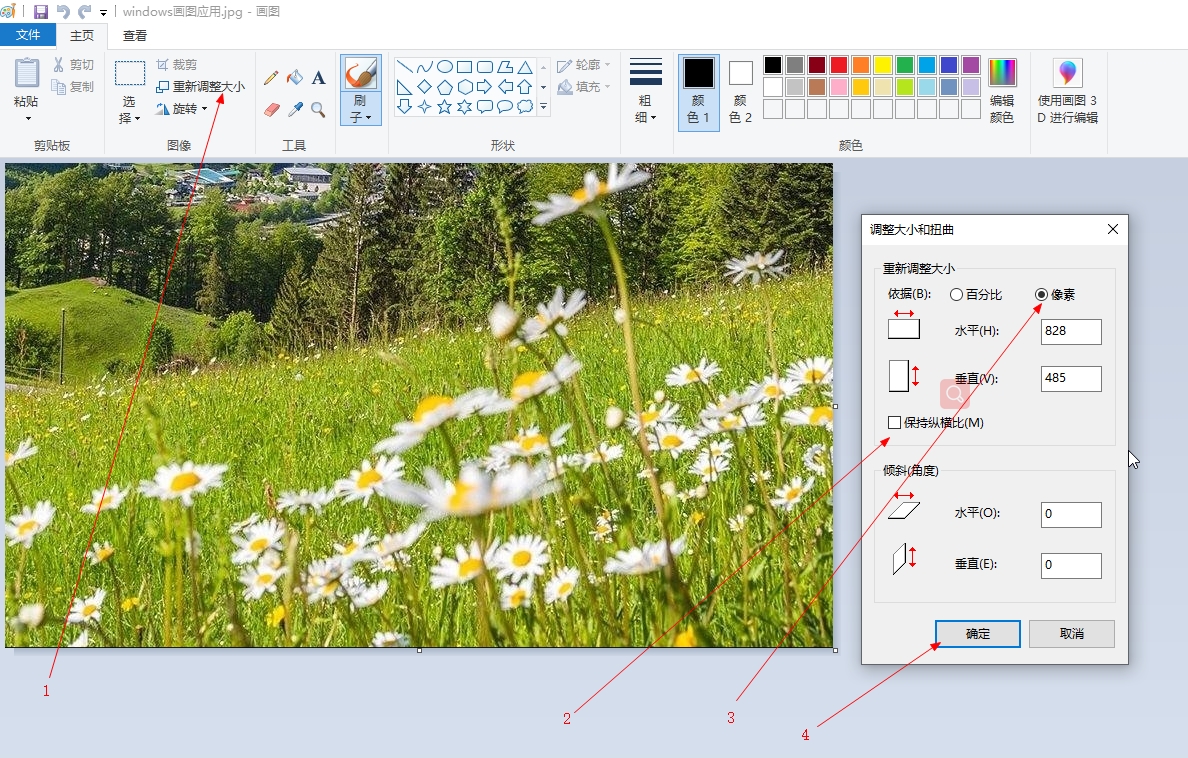 windows画图应用.jpg - 画图
文件 主页 查看
剪切
复制
粘贴
剪贴板
选
择
裁剪
重新调整大小
旋转
图像
A
工具
刷
子
形状
轮廓
填充
粗
细
颜
色 1
颜
色 2
颜色
编辑
颜色
使用画图 3
D 进行编辑
调整大小和扭曲
重新调整大小
依据(B): 百分比 像素
水平(H): 828
垂直(V): 485
保持纵横比(M)
倾斜(角度)
水平(O): 0
垂直(E): 0
确定 取消
1
2
3
4